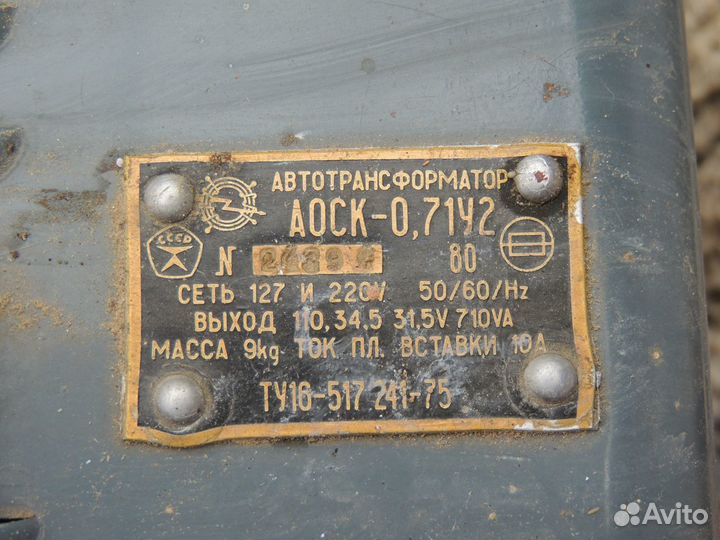 АВТОТРАНСФОРМАТОР
АОСК-0,71У2
СССР
N 80
СЕТЬ 127 И 220V 50/60/Hz
ВЫХОД 110,34.5 31,5V 710VA
МАССА 9kg ТОК ПЛ. ВСТАВКИ 10А
ТУ16-517 241-75
Avito